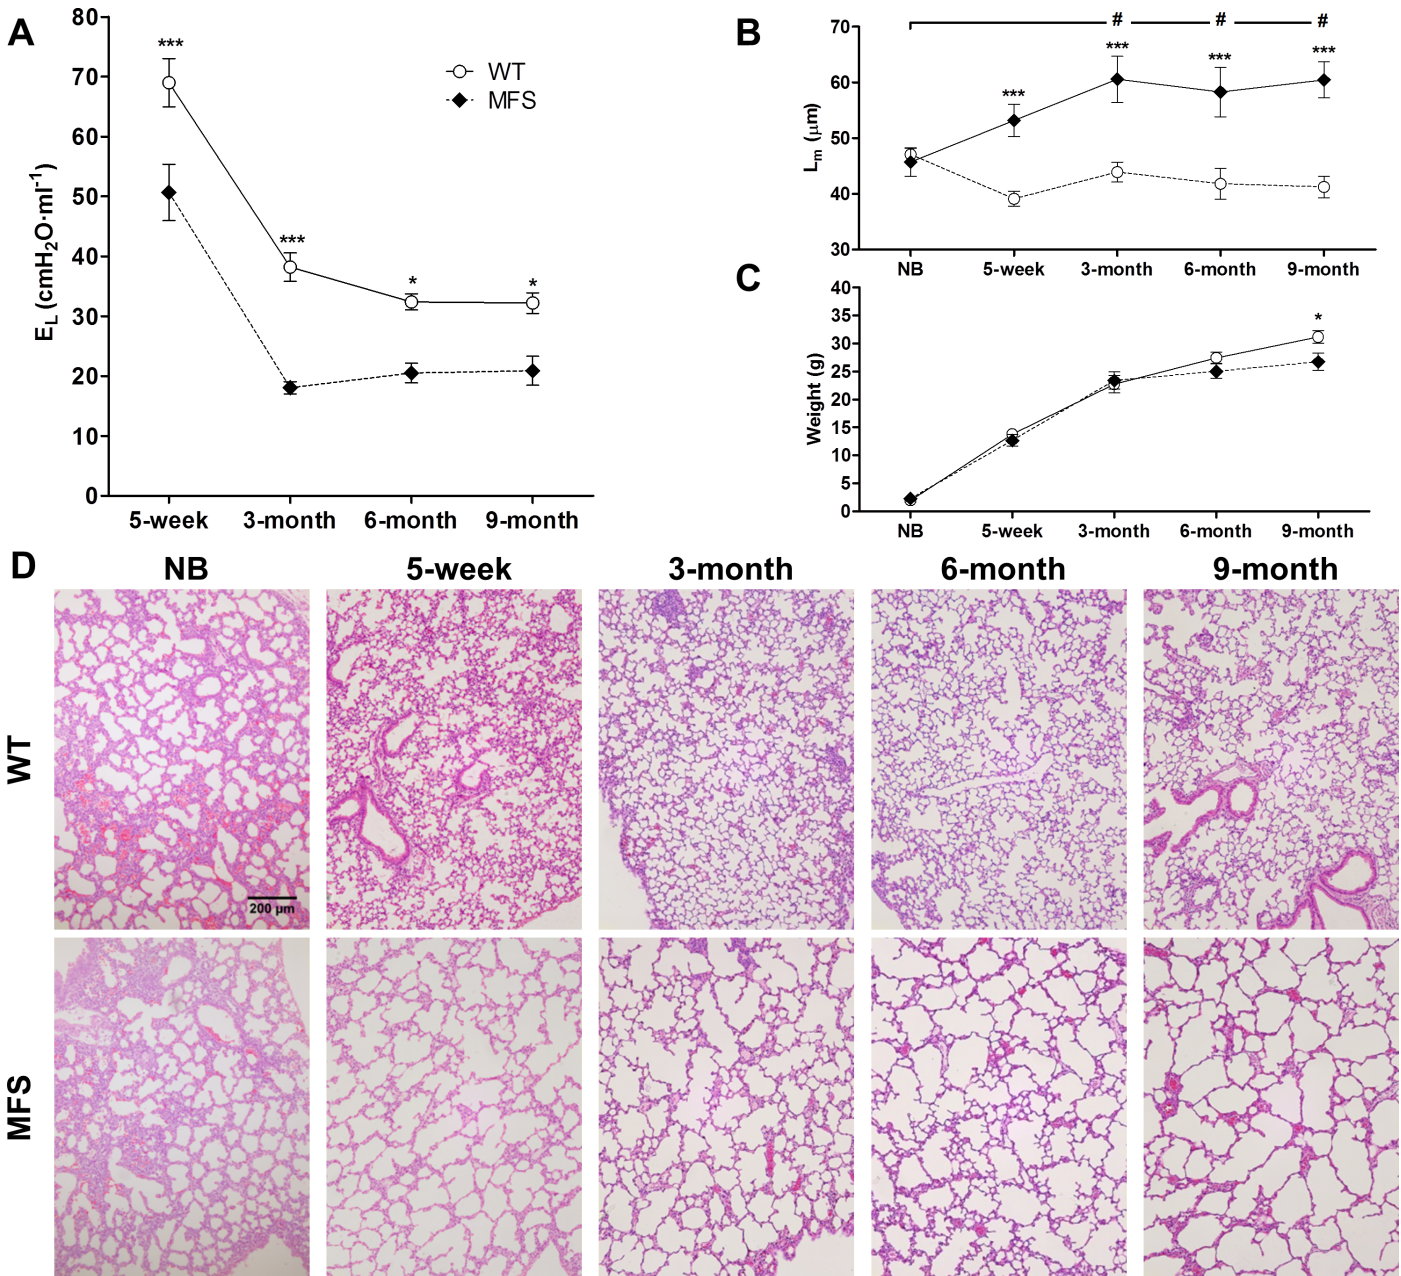 A
80
70
60
50
40
30
20
10
0
E_L (cmH₂O·ml⁻¹)
***
***
*
*
WT
MFS
5-week 3-month 6-month 9-month
B
70
60
50
40
30
L_m (μm)
# # #
***
***
***
***
NB 5-week 3-month 6-month 9-month
C
40
35
30
25
20
15
10
5
0
Weight (g)
*
NB 5-week 3-month 6-month 9-month
D
NB 5-week 3-month 6-month 9-month
WT
200 μm
MFS